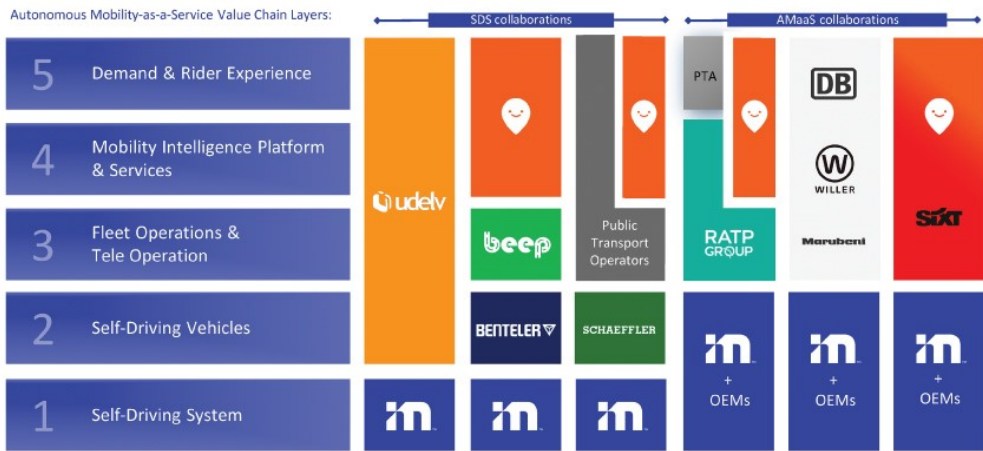 Autonomous Mobility-as-a-Service Value Chain Layers:
SDS collaborations
AMaaS collaborations
5
Demand & Rider Experience
4
Mobility Intelligence Platform
& Services
3
Fleet Operations &
Tele Operation
2
Self-Driving Vehicles
1
Self-Driving System
udelv
beep
BENTELER
Public
Transport
Operators
SCHAEFFLER
PTA
RATP
GROUP
DB
W
WILLER
Marubeni
SIXT
m
m
m
m
+
OEMs
m
+
OEMs
m
+
OEMs